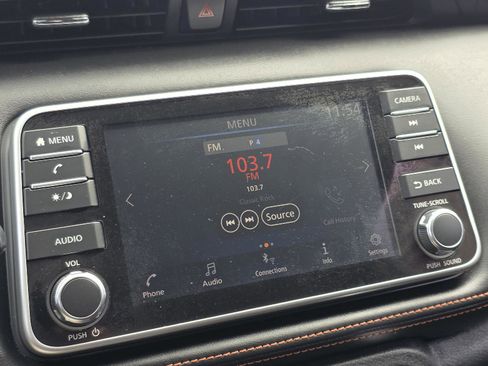 MENU
AUDIO
VOL
PUSH
MENU
11:54
FM P 4
103.7
FM
103.7
Classic Rock
Source
Call History
Phone
Audio
Connections
Info
Settings
CAMERA
BACK
TUNE·SCROLL
PUSH SOUND